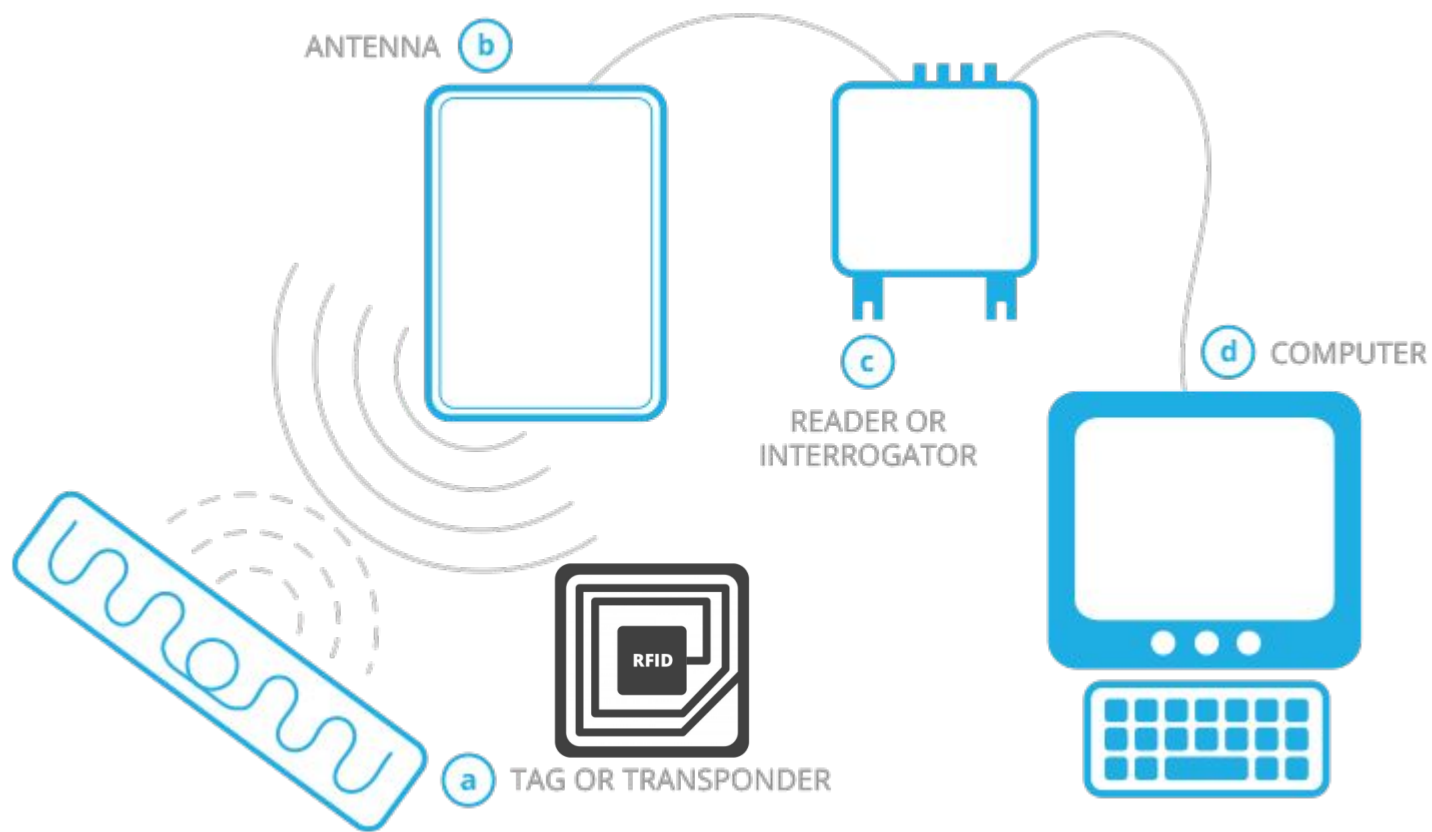 ANTENNA b
c
READER OR
INTERROGATOR
d COMPUTER
RFID
a TAG OR TRANSPONDER